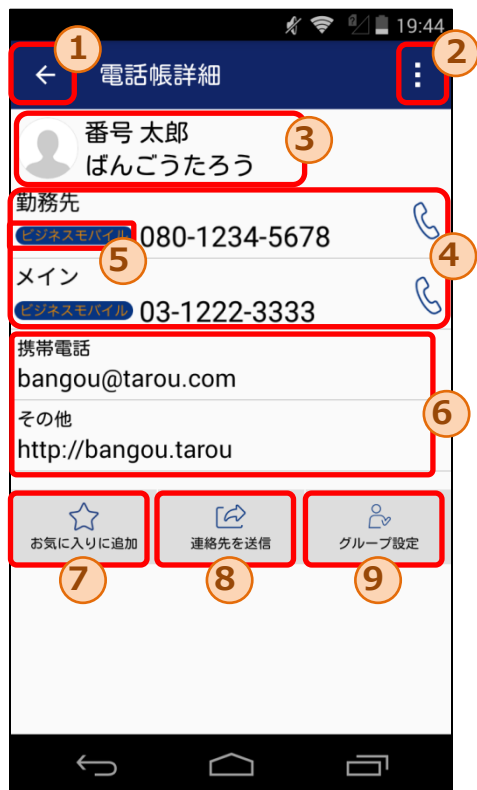 19:44
1
2
電話帳詳細
番号 太郎
ばんごうたろう
3
勤務先
ビジネスモバイル 080-1234-5678
4
5
メイン
ビジネスモバイル 03-1222-3333
携帯電話
bangou@tarou.com
6
その他
http://bangou.tarou
お気に入りに追加 連絡先を送信 グループ設定
7 8 9